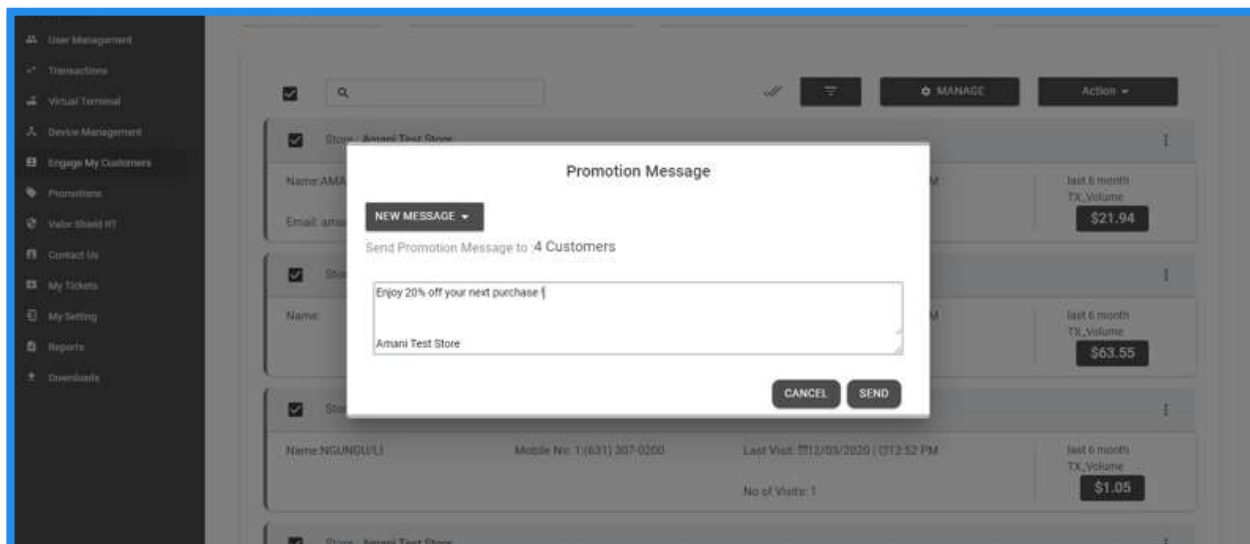 User Management
Transactions
Virtual Terminal
Device Management
Engage My Customers
Promotions
Valor Shield RT
Contact Us
My Tickets
My Setting
Reports
Downloads
MANAGE
Action
Store : Amani Test Store
Name:AMA
last 6 month
TX_Volume
Email: aman
$21.94
Promotion Message
NEW MESSAGE
Send Promotion Message to :4 Customers
Enjoy 20% off your next purchase !
Amani Test Store
CANCEL
SEND
Name:
last 6 month
TX_Volume
$63.55
Name:NGUNGU/LI
Mobile No: 1:(631) 307-0200
Last Visit: 12/03/2020 | 12:52 PM
last 6 month
TX_Volume
No of Visits: 1
$1.05
Store : Amani Test Store